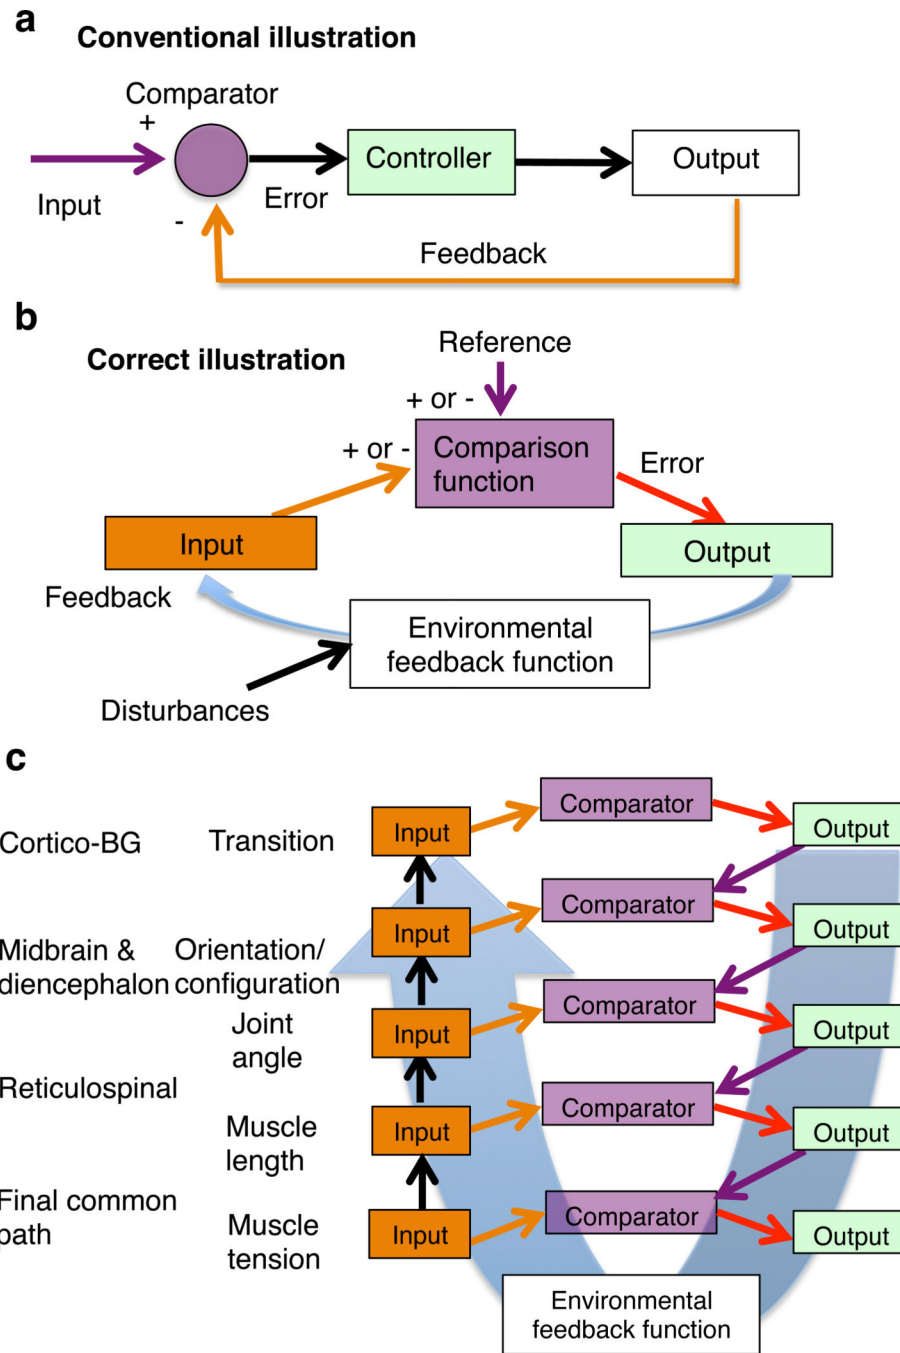 a
Conventional illustration
Comparator
+
Controller
Output
Input
Error
-
Feedback
b
Correct illustration
Reference
+ or -
+ or -
Comparison
function
Error
Input
Output
Feedback
Environmental
feedback function
Disturbances
c
Comparator
Cortico-BG
Transition
Input
Output
Comparator
Midbrain &
diencephalon
Orientation/
configuration
Input
Output
Comparator
Joint
angle
Input
Output
Reticulospinal
Comparator
Muscle
length
Input
Output
Final common
path
Muscle
tension
Comparator
Input
Output
Environmental
feedback function